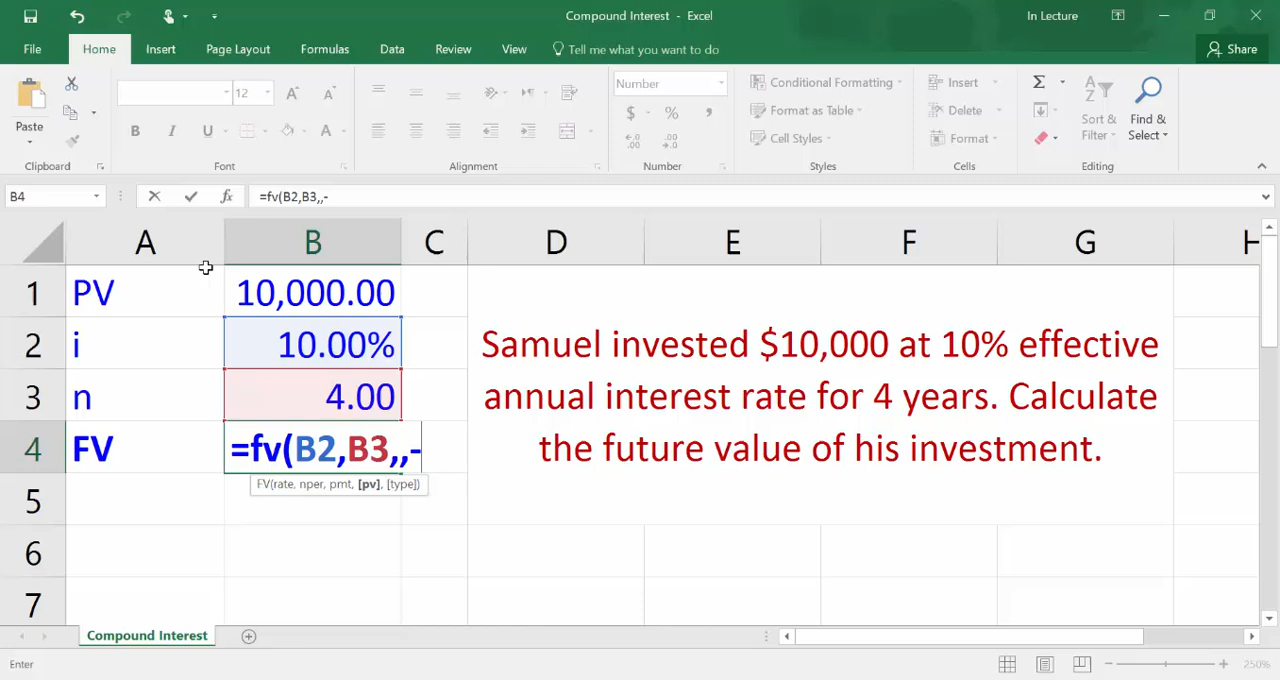 Compound Interest - Excel
In Lecture
File Home Insert Page Layout Formulas Data Review View Tell me what you want to do Share
Paste
12
A A
B I U A
Number
$ % ,
Conditional Formatting
Format as Table
Cell Styles
Insert
Delete
Format
Σ
Sort & Filter
Find & Select
Clipboard Font Alignment Number Styles Cells Editing
B4 fx =fv(B2,B3,,-
A B C D E F G H
1 PV 10,000.00
2 i 10.00%
3 n 4.00
4 FV =fv(B2,B3,,-
FV(rate, nper, pmt, [pv], [type])
5
6
7
Samuel invested $10,000 at 10% effective
annual interest rate for 4 years. Calculate
the future value of his investment.
Compound Interest
Enter
250%